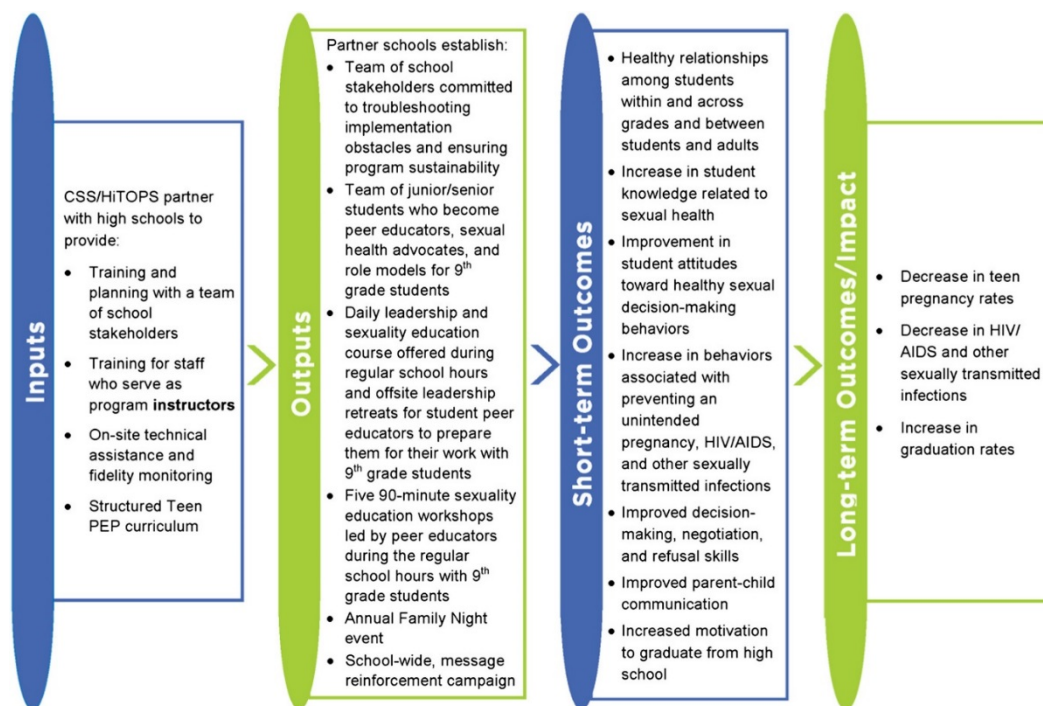 Inputs
CSS/HiTOPS partner
with high schools to
provide:
• Training and
planning with a team
of school
stakeholders
• Training for staff
who serve as
program instructors
• On-site technical
assistance and
fidelity monitoring
• Structured Teen
PEP curriculum
Outputs
Partner schools establish:
• Team of school
stakeholders committed
to troubleshooting
implementation
obstacles and ensuring
program sustainability
• Team of junior/senior
students who become
peer educators, sexual
health advocates, and
role models for 9th
grade students
• Daily leadership and
sexuality education
course offered during
regular school hours
and offsite leadership
retreats for student peer
educators to prepare
them for their work with
9th grade students
• Five 90-minute sexuality
education workshops
led by peer educators
during the regular
school hours with 9th
grade students
• Annual Family Night
event
• School-wide, message
reinforcement campaign
Short-term Outcomes
• Healthy relationships
among students
within and across
grades and between
students and adults
• Increase in student
knowledge related to
sexual health
• Improvement in
student attitudes
toward healthy sexual
decision-making
behaviors
• Increase in behaviors
associated with
preventing an
unintended
pregnancy, HIV/AIDS,
and other sexually
transmitted infections
• Improved decision-
making, negotiation,
and refusal skills
• Improved parent-child
communication
• Increased motivation
to graduate from high
school
Long-term Outcomes/Impact
• Decrease in teen
pregnancy rates
• Decrease in HIV/
AIDS and other
sexually transmitted
infections
• Increase in
graduation rates